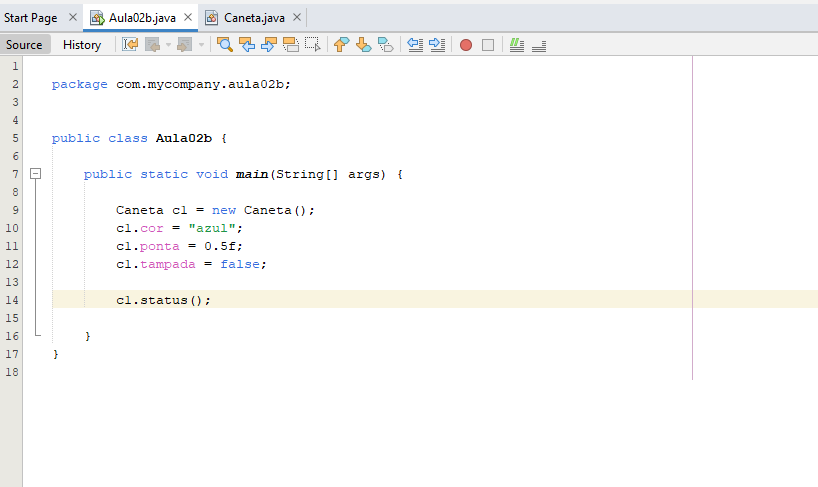 Start Page × Aula02b.java × Caneta.java ×
Source History
1
2 package com.mycompany.aula02b;
3
4
5 public class Aula02b {
6
7 public static void main(String[] args) {
8
9 Caneta c1 = new Caneta();
10 c1.cor = "azul";
11 c1.ponta = 0.5f;
12 c1.tampada = false;
13
14 c1.status();
15
16 }
17 }
18